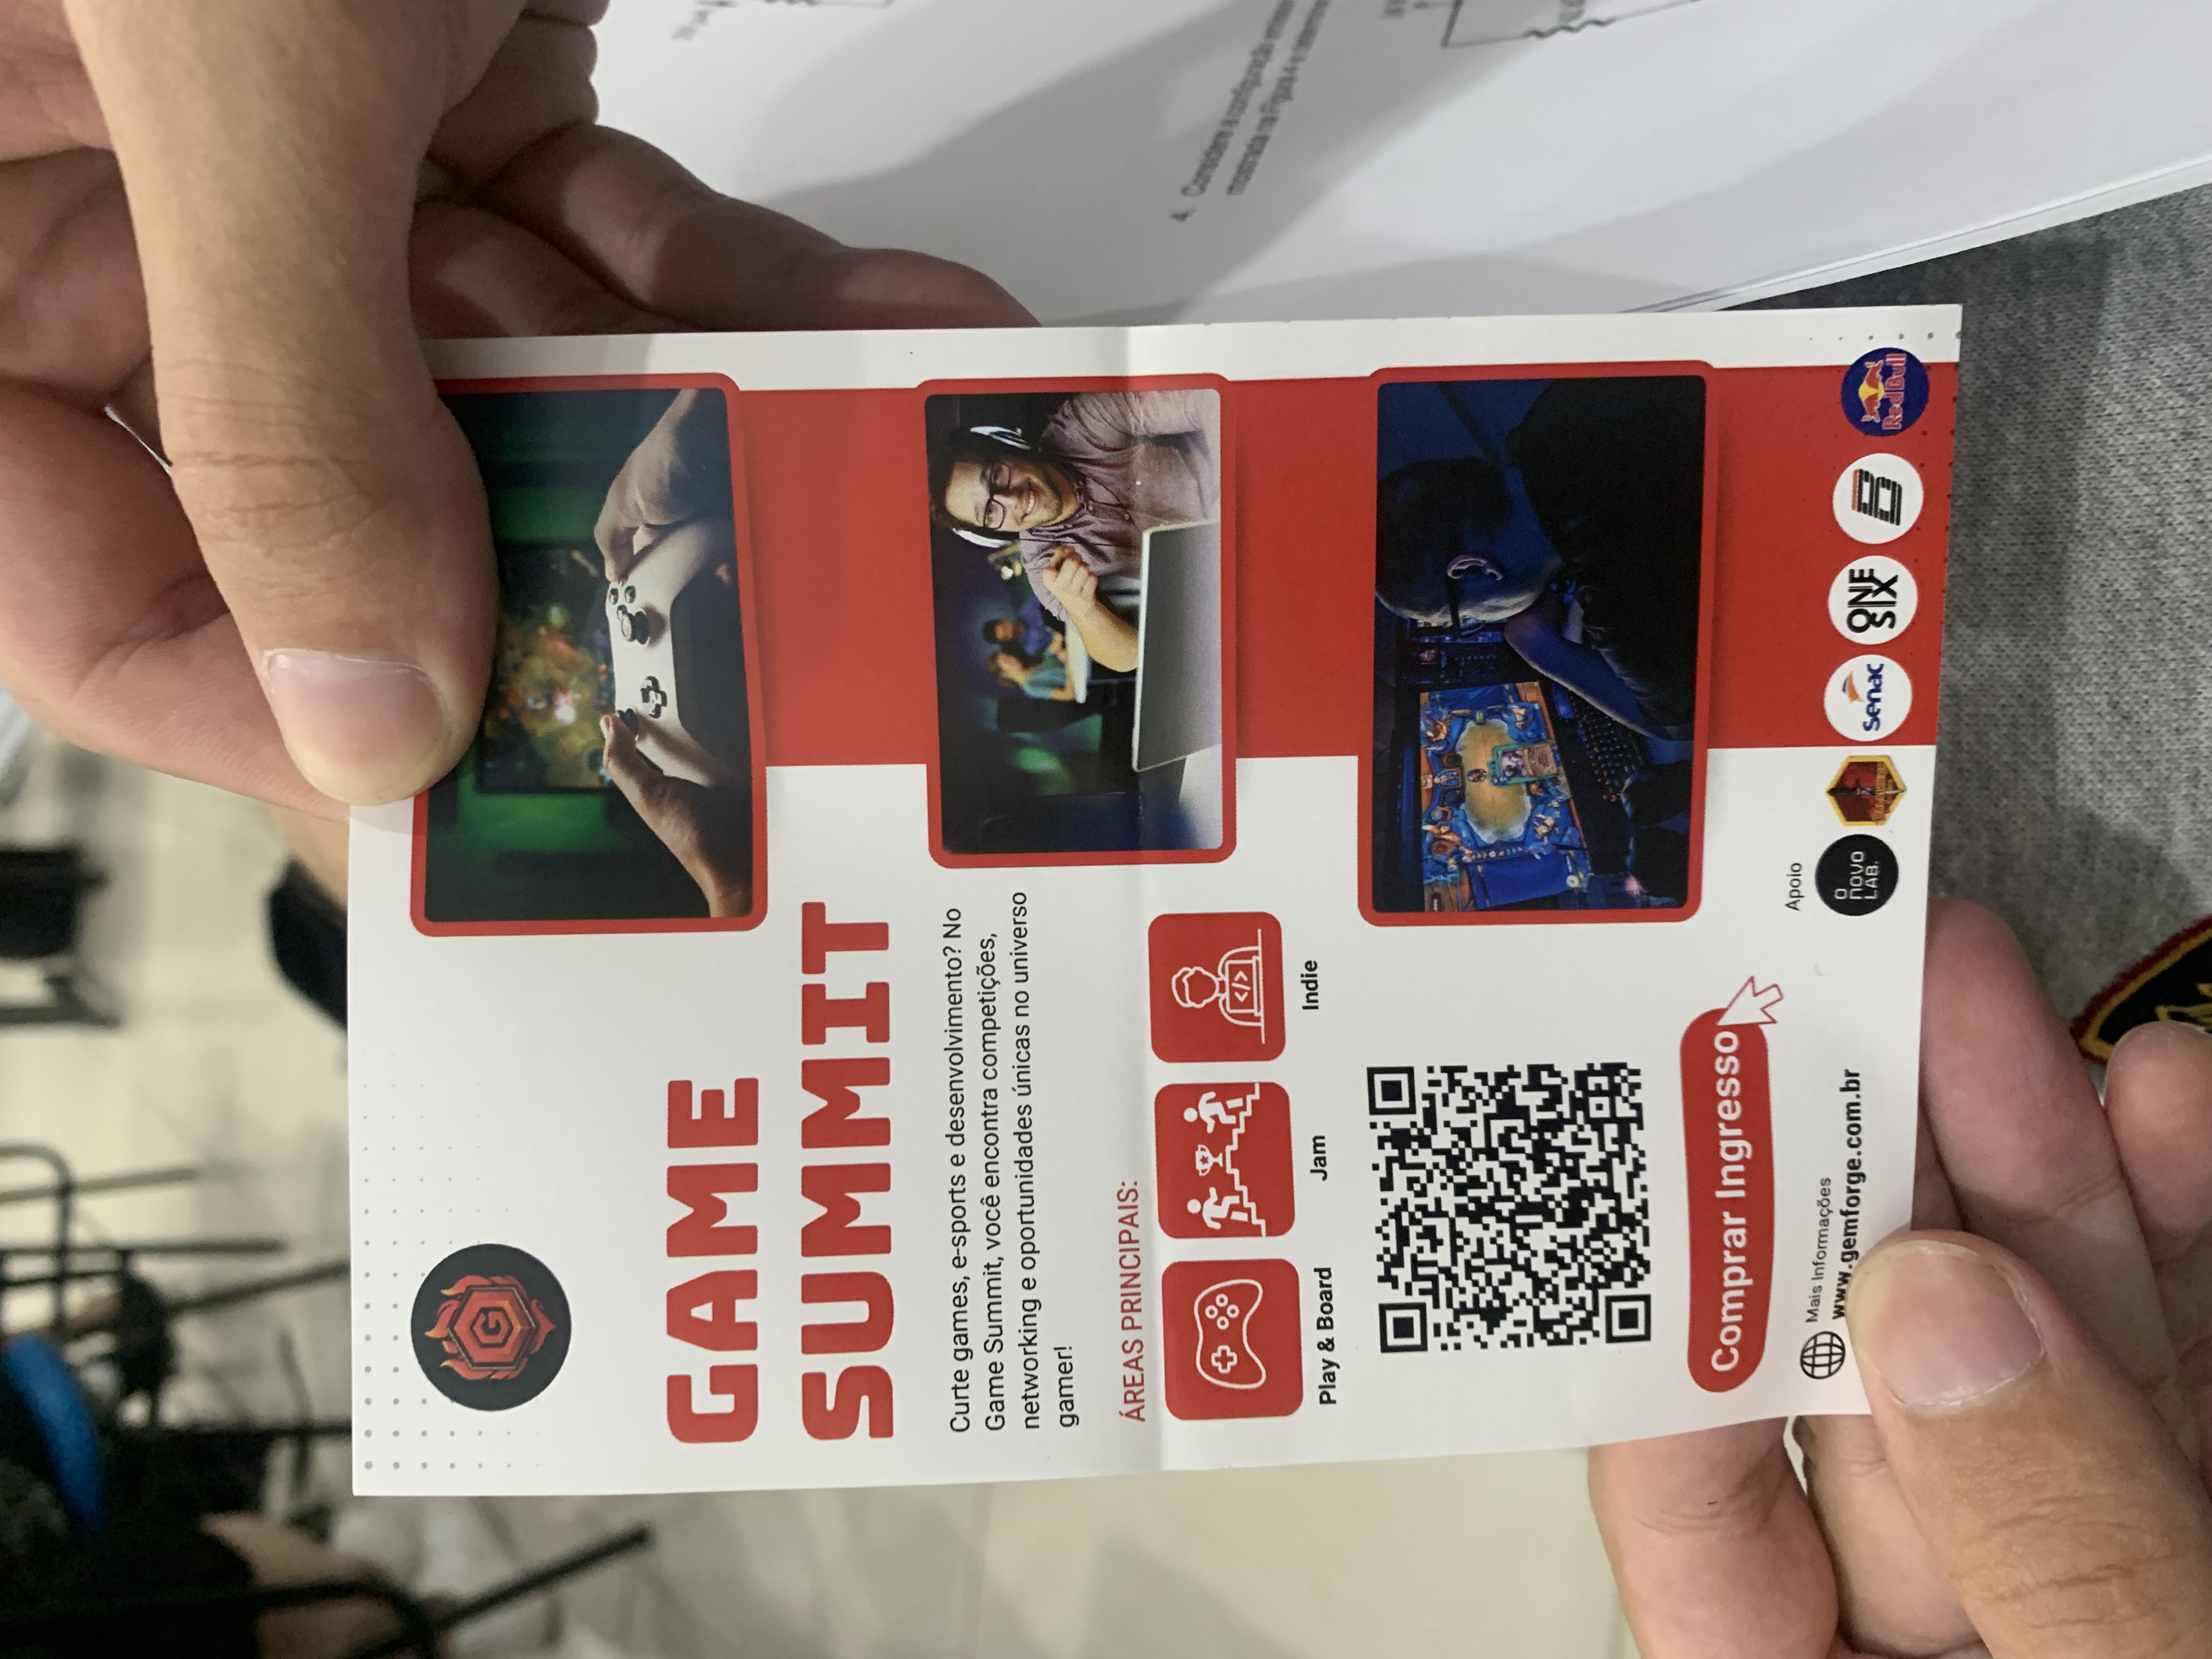 G
GAME
SUMMIT
Curte games, e-sports e desenvolvimento? No
Game Summit, você encontra competições,
networking e oportunidades únicas no universo
gamer!
ÁREAS PRINCIPAIS:
</>
Play & Board
Jam
Indie
Comprar Ingresso
Mais Informações
www.gemforge.com.br
Apoio
O
NOVO
LAB.
senac
ONE
SIX
B
Red Bull
4. Considere a configuração
mostrada na Figura 4 e determine